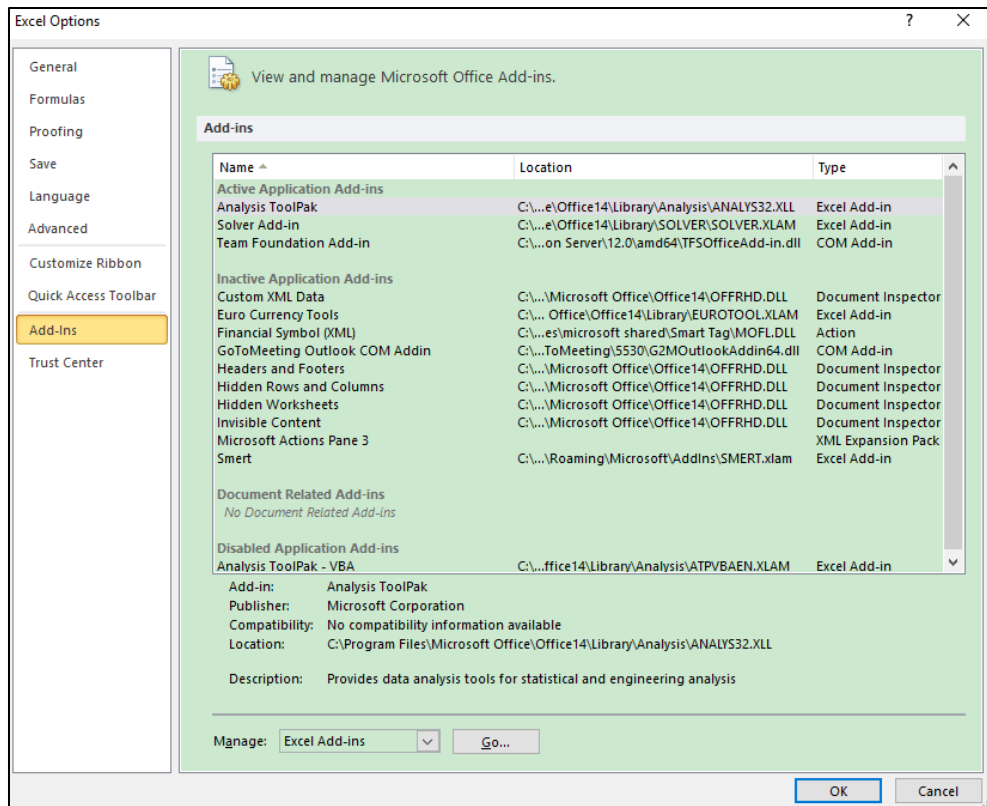 Excel Options ?
General
Formulas
Proofing
Save
Language
Advanced
Customize Ribbon
Quick Access Toolbar
Add-Ins
Trust Center
View and manage Microsoft Office Add-ins.
Add-ins
Name Location Type
Active Application Add-ins
Analysis ToolPak C:\...e\Office14\Library\Analysis\ANALYS32.XLL Excel Add-in
Solver Add-in C:\...e\Office14\Library\SOLVER\SOLVER.XLAM Excel Add-in
Team Foundation Add-in C:\...on Server\12.0\amd64\TFSOfficeAdd-in.dll COM Add-in
Inactive Application Add-ins
Custom XML Data C:\...\Microsoft Office\Office14\OFFRHD.DLL Document Inspector
Euro Currency Tools C:\... Office\Office14\Library\EUROTOOL.XLAM Excel Add-in
Financial Symbol (XML) C:\...es\microsoft shared\Smart Tag\MOFL.DLL Action
GoToMeeting Outlook COM Addin C:\...ToMeeting\5530\G2MOutlookAddin64.dll COM Add-in
Headers and Footers C:\...\Microsoft Office\Office14\OFFRHD.DLL Document Inspector
Hidden Rows and Columns C:\...\Microsoft Office\Office14\OFFRHD.DLL Document Inspector
Hidden Worksheets C:\...\Microsoft Office\Office14\OFFRHD.DLL Document Inspector
Invisible Content C:\...\Microsoft Office\Office14\OFFRHD.DLL Document Inspector
Microsoft Actions Pane 3 XML Expansion Pack
Smert C:\...\Roaming\Microsoft\AddIns\SMERT.xlam Excel Add-in
Document Related Add-ins
No Document Related Add-ins
Disabled Application Add-ins
Analysis ToolPak - VBA C:\...ffice14\Library\Analysis\ATPVBAEN.XLAM Excel Add-in
Add-in: Analysis ToolPak
Publisher: Microsoft Corporation
Compatibility: No compatibility information available
Location: C:\Program Files\Microsoft Office\Office14\Library\Analysis\ANALYS32.XLL
Description: Provides data analysis tools for statistical and engineering analysis
Manage: Excel Add-ins Go...
OK Cancel